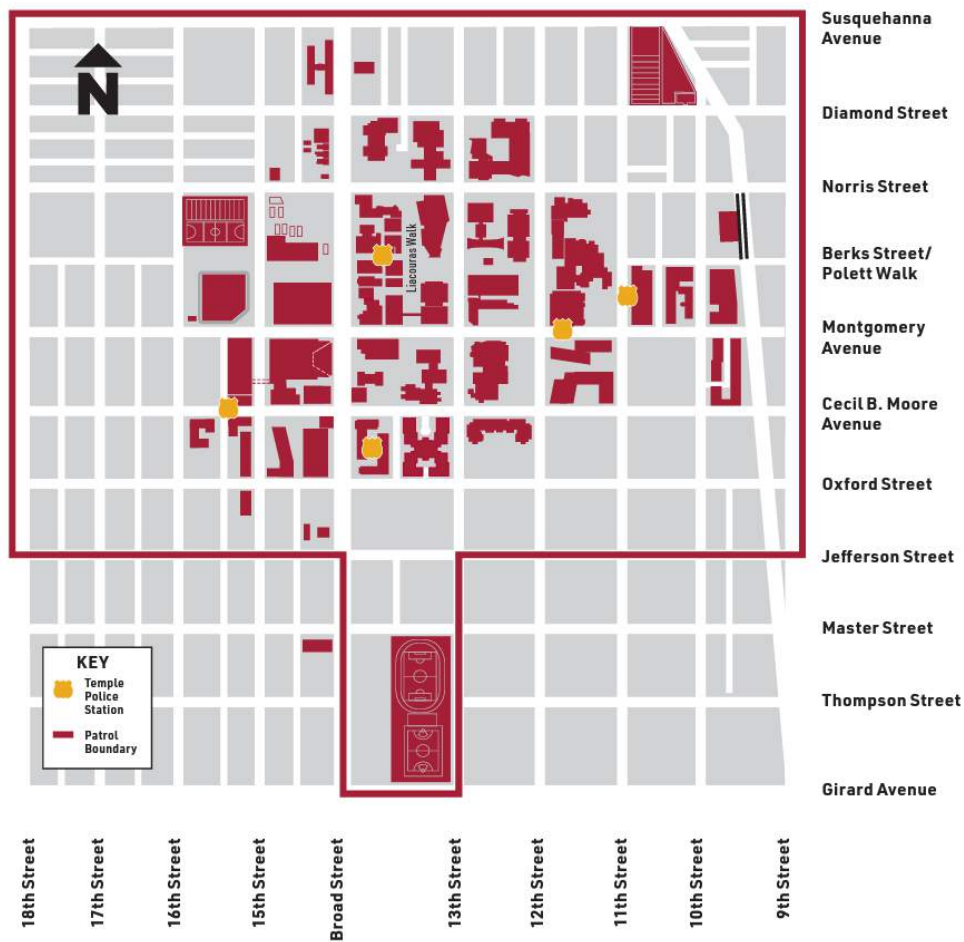 Susquehanna
Avenue
N
Diamond Street
Norris Street
Liacouras Walk
Berks Street/
Polett Walk
Montgomery
Avenue
Cecil B. Moore
Avenue
Oxford Street
Jefferson Street
Master Street
KEY
Temple
Police
Station
Patrol
Boundary
Thompson Street
Girard Avenue
18th Street
17th Street
16th Street
15th Street
Broad Street
13th Street
12th Street
11th Street
10th Street
9th Street